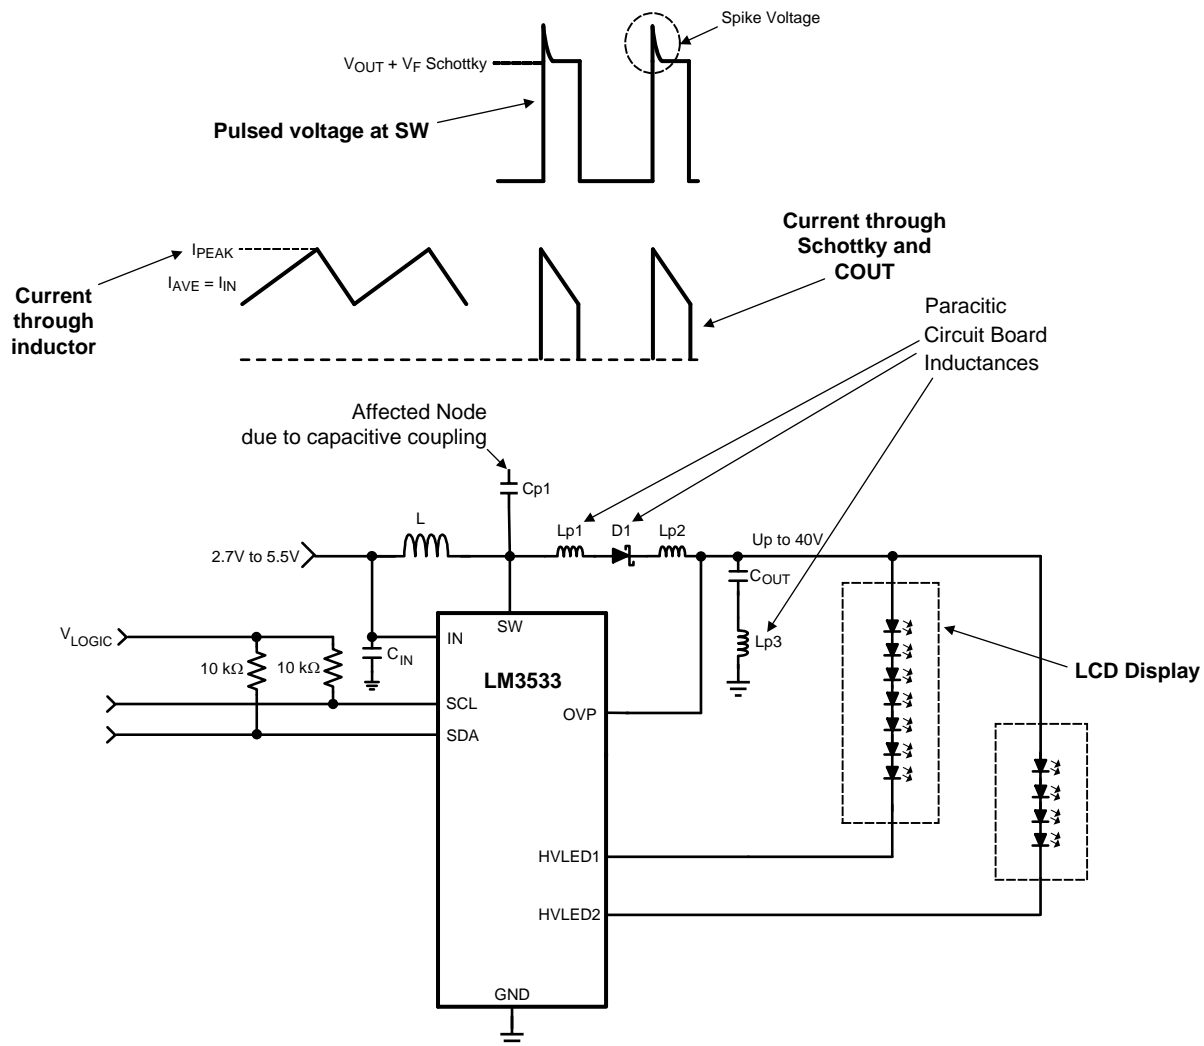 Spike Voltage
VOUT + VF Schottky
Pulsed voltage at SW
Current through
Schottky and
COUT
IPEAK
IAVE = IIN
Current
through
inductor
Paracitic
Circuit Board
Inductances
Affected Node
due to capacitive coupling
Cp1
L
Lp1
D1
Lp2
Up to 40V
2.7V to 5.5V
COUT
SW
VLOGIC
IN
CIN
Lp3
10 kΩ
10 kΩ
LM3533
LCD Display
SCL
OVP
SDA
HVLED1
HVLED2
GND